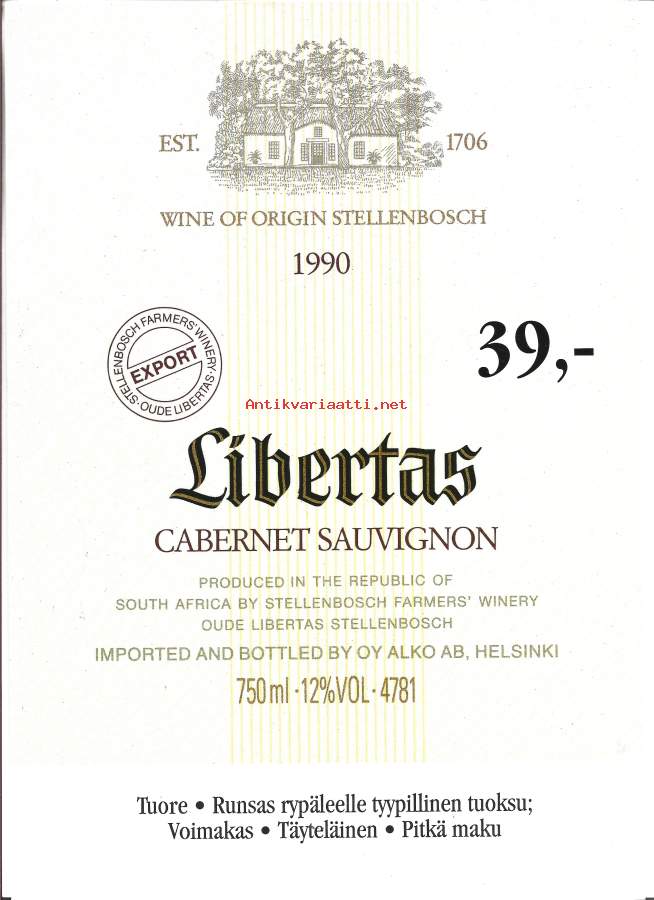 EST.
1706
WINE OF ORIGIN STELLENBOSCH
1990
STELLENBOSCH FARMERS' WINERY
EXPORT
OUDE LIBERTAS
39,-
Antikvariaatti.net
Libertas
CABERNET SAUVIGNON
PRODUCED IN THE REPUBLIC OF
SOUTH AFRICA BY STELLENBOSCH FARMERS' WINERY
OUDE LIBERTAS STELLENBOSCH
IMPORTED AND BOTTLED BY OY ALKO AB, HELSINKI
750 ml · 12% VOL · 4781
Tuore • Runsas rypäleelle tyypillinen tuoksu;
Voimakas • Täyteläinen • Pitkä maku